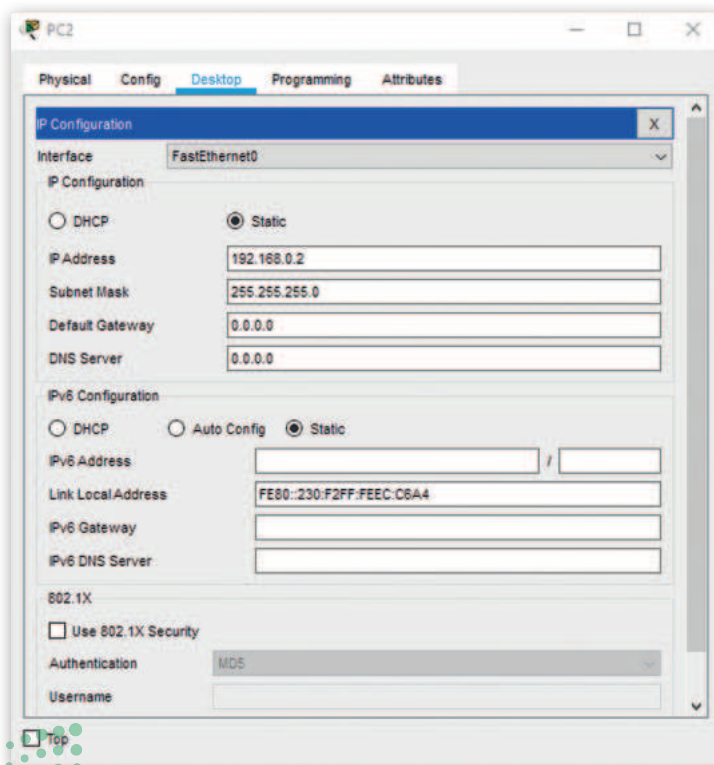 PC2
Physical Config Desktop Programming Attributes
IP Configuration X
Interface FastEthernet0
IP Configuration
DHCP Static
IP Address 192.168.0.2
Subnet Mask 255.255.255.0
Default Gateway 0.0.0.0
DNS Server 0.0.0.0
IPv6 Configuration
DHCP Auto Config Static
IPv6 Address /
Link Local Address FE80::230:F2FF:FEEC:C6A4
IPv6 Gateway
IPv6 DNS Server
802.1X
Use 802.1X Security
Authentication MD5
Username
Top